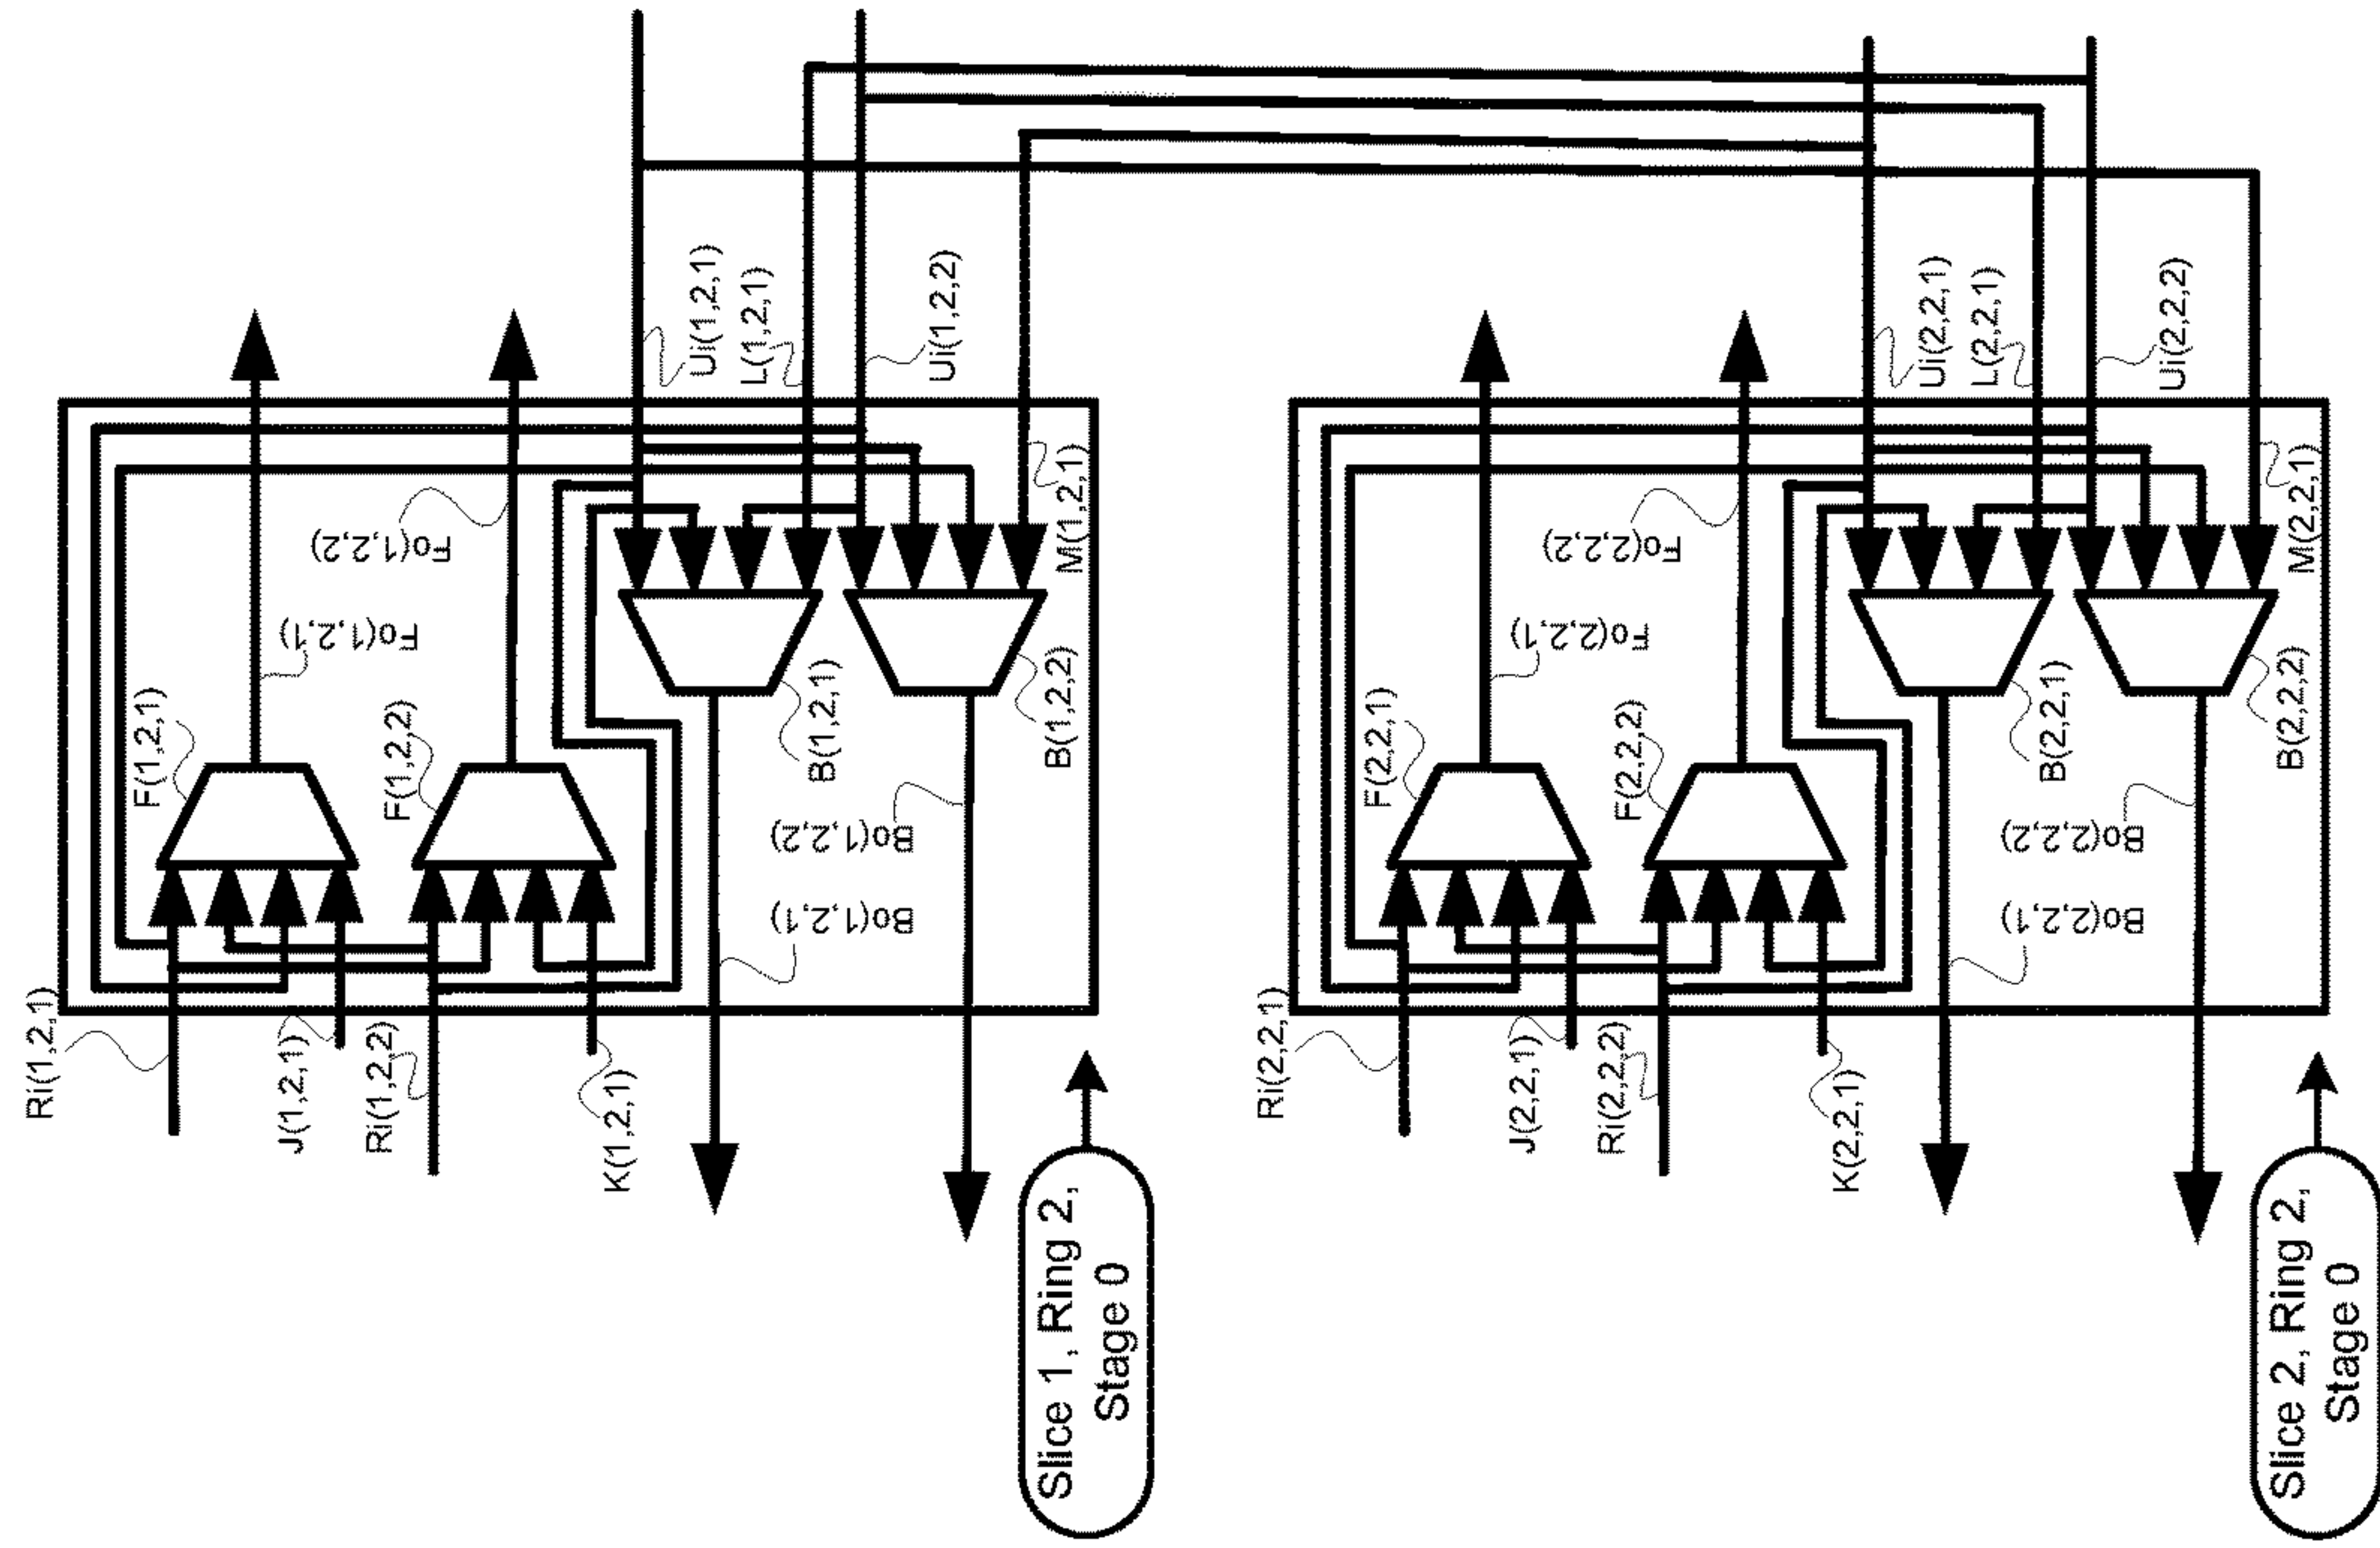 Ri(1,2,1)
J(1,2,1)
Ri(1,2,2)
K(1,2,1)
F(1,2,1)
F(1,2,2)
Fo(1,2,1)
Fo(1,2,2)
Ui(1,2,1)
L(1,2,1)
Ui(1,2,2)
M(1,2,1)
B(1,2,1)
B(1,2,2)
Bo(1,2,2)
Bo(1,2,1)
Slice 1, Ring 2,
Stage 0
Ri(2,2,1)
J(2,2,1)
Ri(2,2,2)
K(2,2,1)
F(2,2,1)
F(2,2,2)
Fo(2,2,1)
Fo(2,2,2)
Ui(2,2,1)
L(2,2,1)
Ui(2,2,2)
M(2,2,1)
B(2,2,1)
B(2,2,2)
Bo(2,2,2)
Bo(2,2,1)
Slice 2, Ring 2,
Stage 0